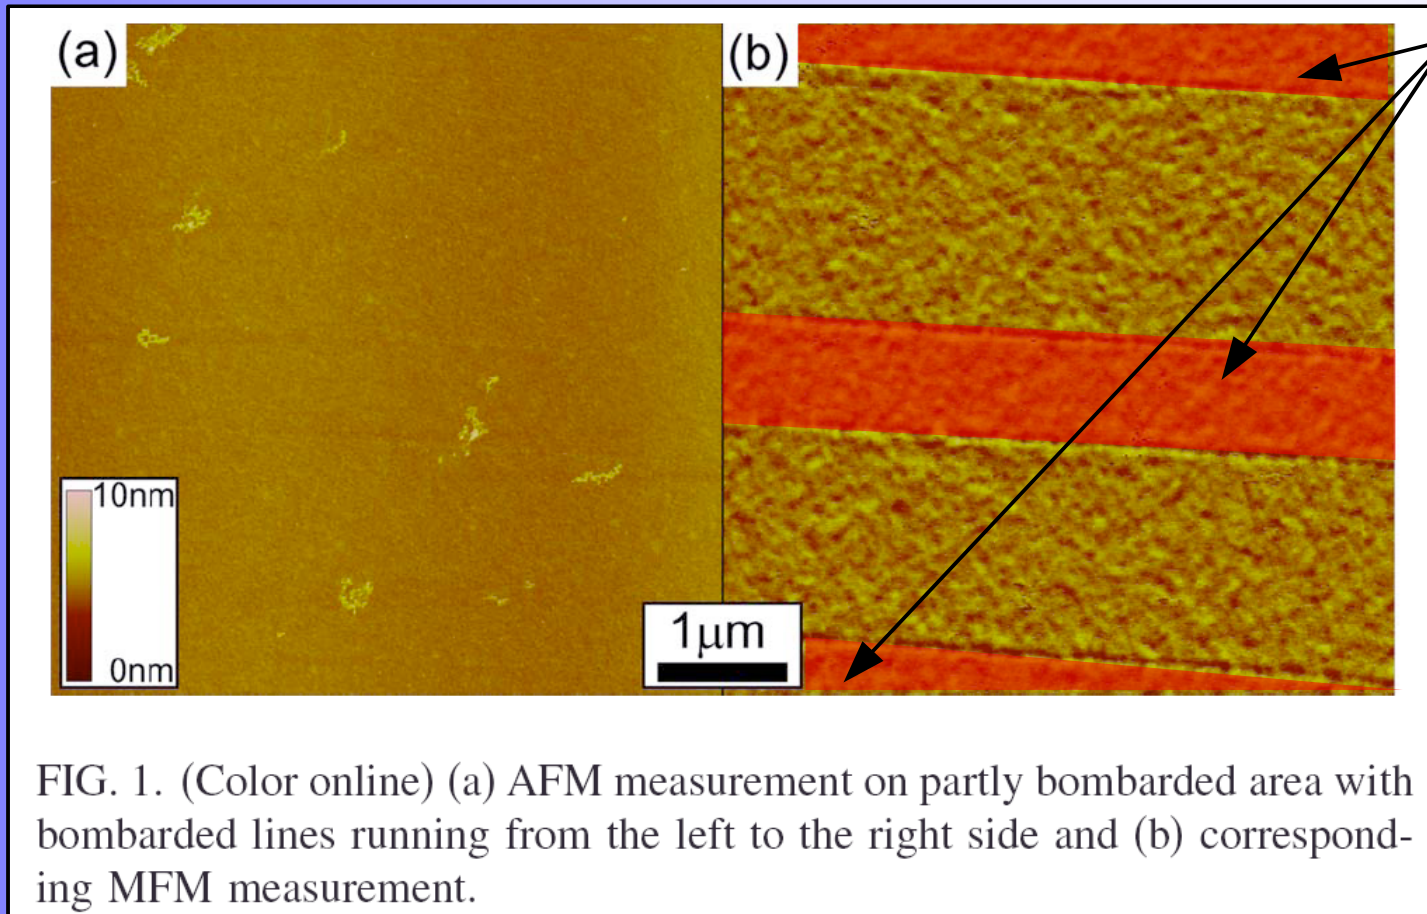 (a)
(b)
10nm
0nm
1μm
FIG. 1. (Color online) (a) AFM measurement on partly bombarded area with
bombarded lines running from the left to the right side and (b) correspond-
ing MFM measurement.